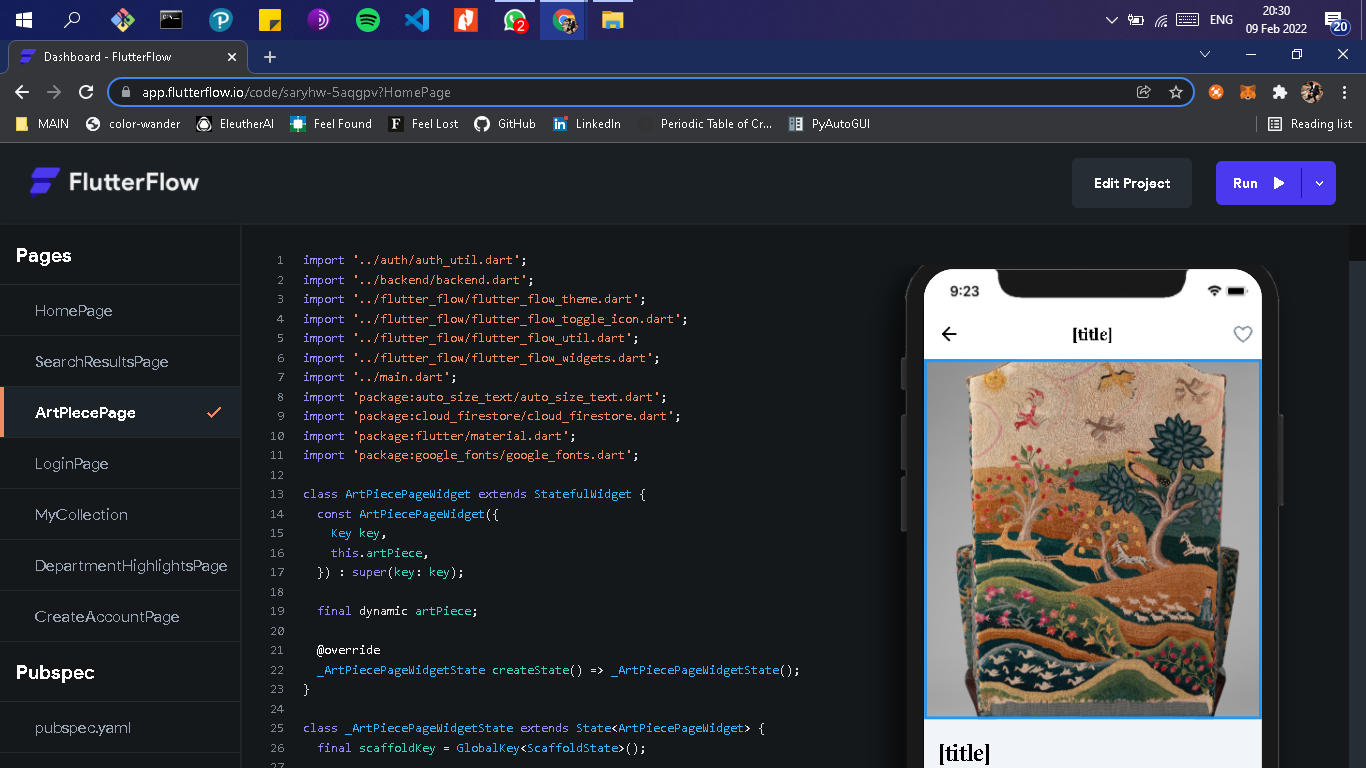 ENG
20:30
09 Feb 2022
2
20
Dashboard - FlutterFlow
app.flutterflow.io/code/saryhw-5aqgpv?HomePage
MAIN
color-wander
EleutherAI
Feel Found
F Feel Lost
GitHub
in LinkedIn
Periodic Table of Cr...
PyAutoGUI
Reading list
FlutterFlow
Edit Project
Run
Pages
HomePage
SearchResultsPage
ArtPiecePage
LoginPage
MyCollection
DepartmentHighlightsPage
CreateAccountPage
Pubspec
pubspec.yaml
1 import '../auth/auth_util.dart';
2 import '../backend/backend.dart';
3 import '../flutter_flow/flutter_flow_theme.dart';
4 import '../flutter_flow/flutter_flow_toggle_icon.dart';
5 import '../flutter_flow/flutter_flow_util.dart';
6 import '../flutter_flow/flutter_flow_widgets.dart';
7 import '../main.dart';
8 import 'package:auto_size_text/auto_size_text.dart';
9 import 'package:cloud_firestore/cloud_firestore.dart';
10 import 'package:flutter/material.dart';
11 import 'package:google_fonts/google_fonts.dart';
12
13 class ArtPiecePageWidget extends StatefulWidget {
14 const ArtPiecePageWidget({
15 Key key,
16 this.artPiece,
17 }) : super(key: key);
18
19 final dynamic artPiece;
20
21 @override
22 _ArtPiecePageWidgetState createState() => _ArtPiecePageWidgetState();
23 }
24
25 class _ArtPiecePageWidgetState extends State<ArtPiecePageWidget> {
26 final scaffoldKey = GlobalKey<ScaffoldState>();
27
9:23
[title]
[title]